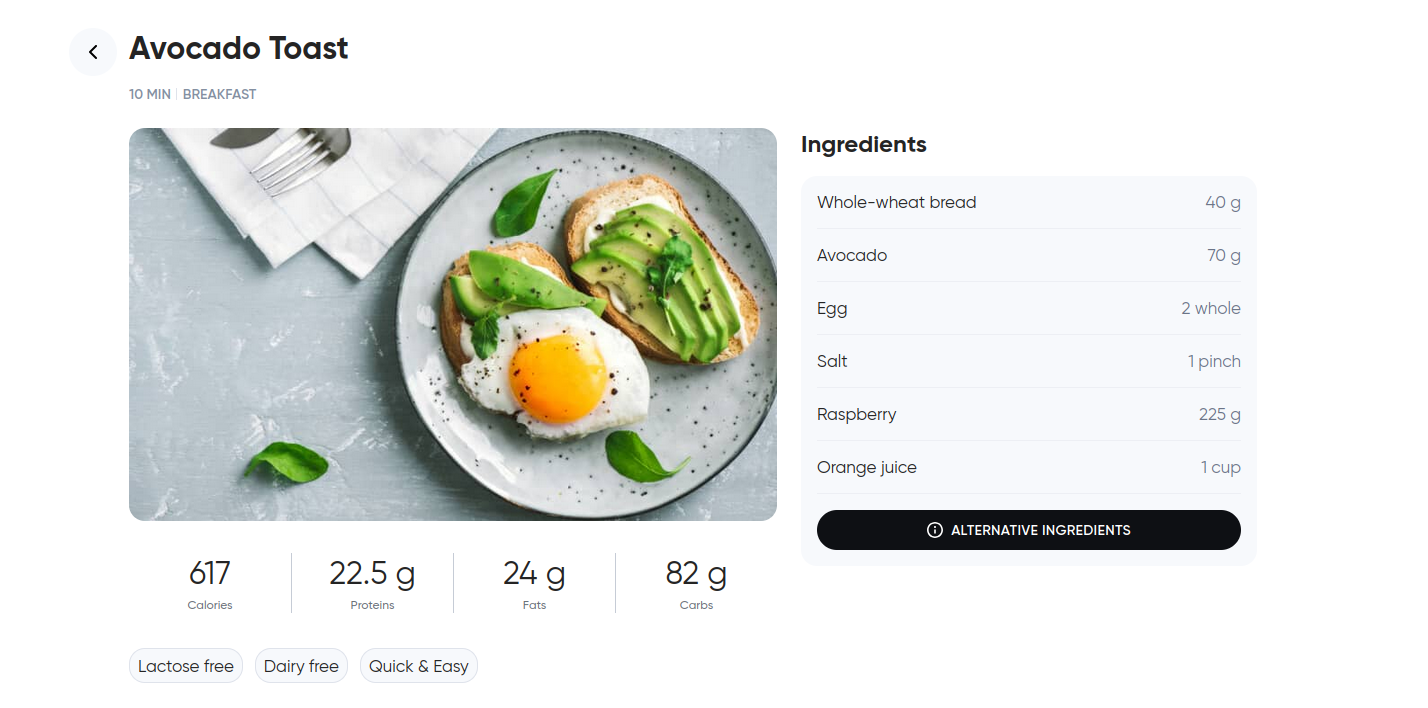 Avocado Toast
10 MIN | BREAKFAST
Ingredients
Whole-wheat bread 40 g
Avocado 70 g
Egg 2 whole
Salt 1 pinch
Raspberry 225 g
Orange juice 1 cup
ALTERNATIVE INGREDIENTS
617 22.5 g 24 g 82 g
Calories Proteins Fats Carbs
Lactose free Dairy free Quick & Easy